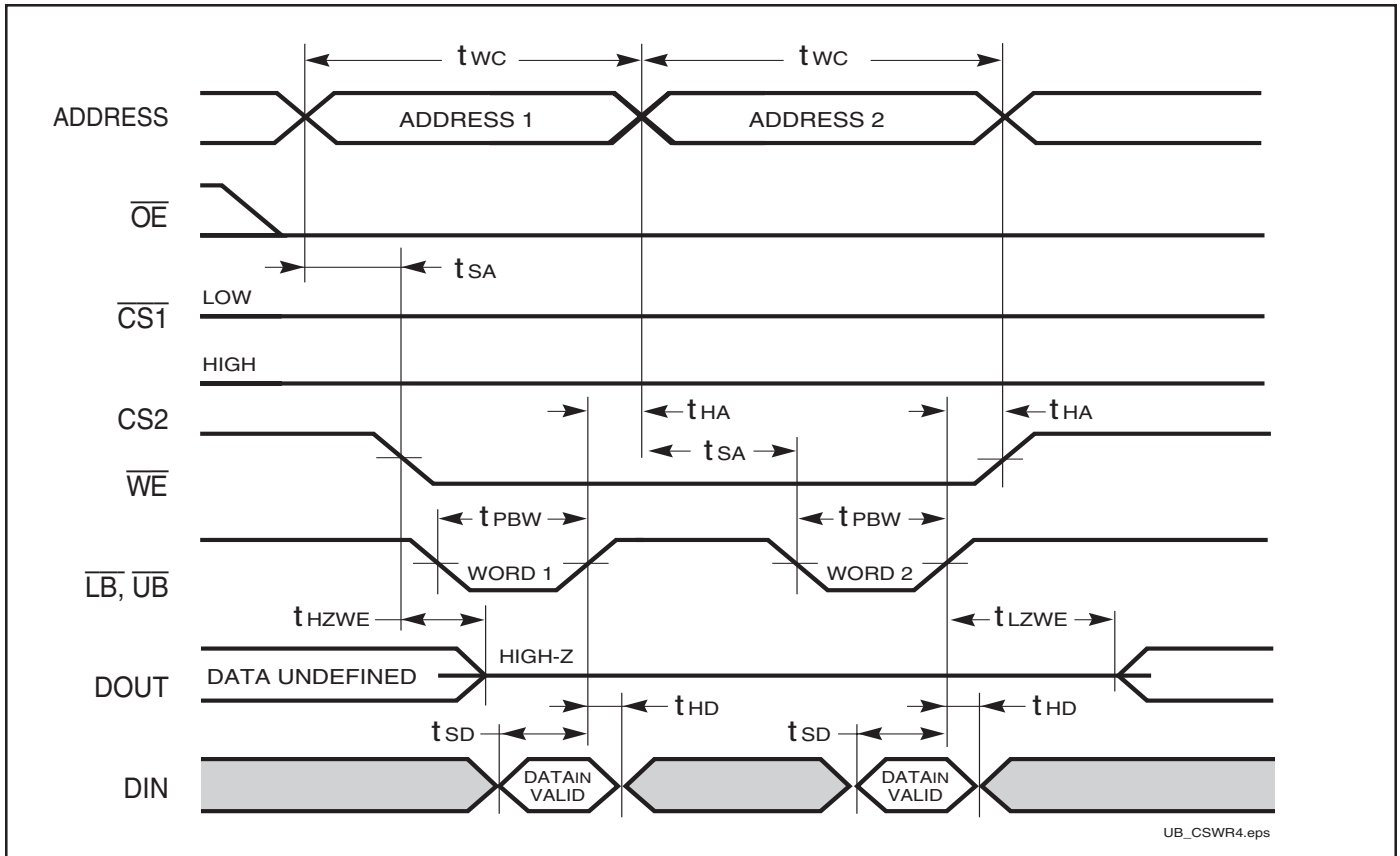 tWC tWC
ADDRESS ADDRESS 1 ADDRESS 2
OE
tSA
LOW
CS1
HIGH
CS2 tHA tHA
tSA
WE
tPBW tPBW
LB, UB WORD 1 WORD 2
tHZWE tLZWE
HIGH-Z
DOUT DATA UNDEFINED
tHD tHD
tSD tSD
DIN DATAIN VALID DATAIN VALID
UB_CSWR4.eps